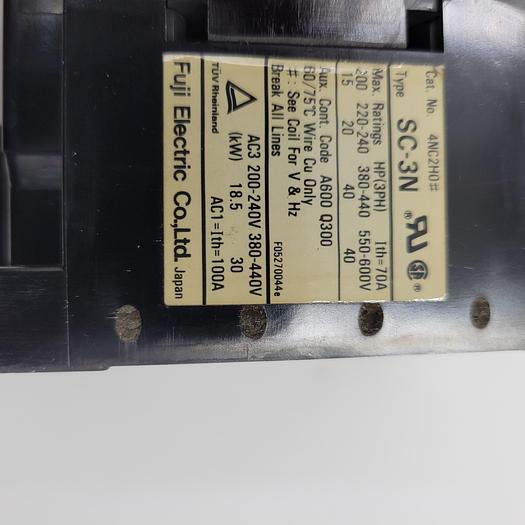 Cat. No. 4NC2H0#
Type SC-3N ® RU SA ®
Max. Ratings HP(3PH) Ith=70A
200 220-240 380-440 550-600V
15 20 40 40
Aux. Cont. Code A600 Q300
60/75℃ Wire Cu Only
#: See Coil For V & Hz
Break All Lines F05270044e
TÜV Rheinland AC3 200-240V 380-440V
(kW) 18.5 30
AC1=Ith=100A
Fuji Electric Co.,Ltd. Japan